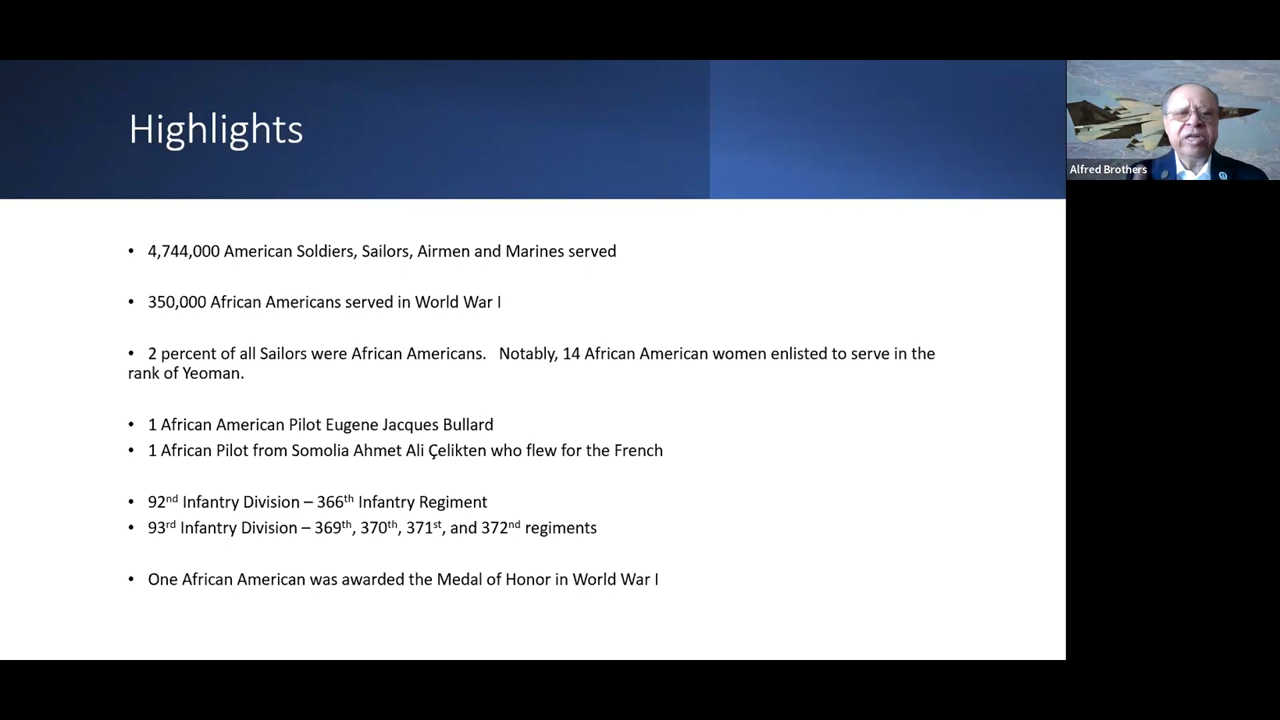 Highlights
Alfred Brothers
• 4,744,000 American Soldiers, Sailors, Airmen and Marines served
• 350,000 African Americans served in World War I
• 2 percent of all Sailors were African Americans. Notably, 14 African American women enlisted to serve in the
rank of Yeoman.
• 1 African American Pilot Eugene Jacques Bullard
• 1 African Pilot from Somolia Ahmet Ali Çelikten who flew for the French
• 92nd Infantry Division – 366th Infantry Regiment
• 93rd Infantry Division – 369th, 370th, 371st, and 372nd regiments
• One African American was awarded the Medal of Honor in World War I